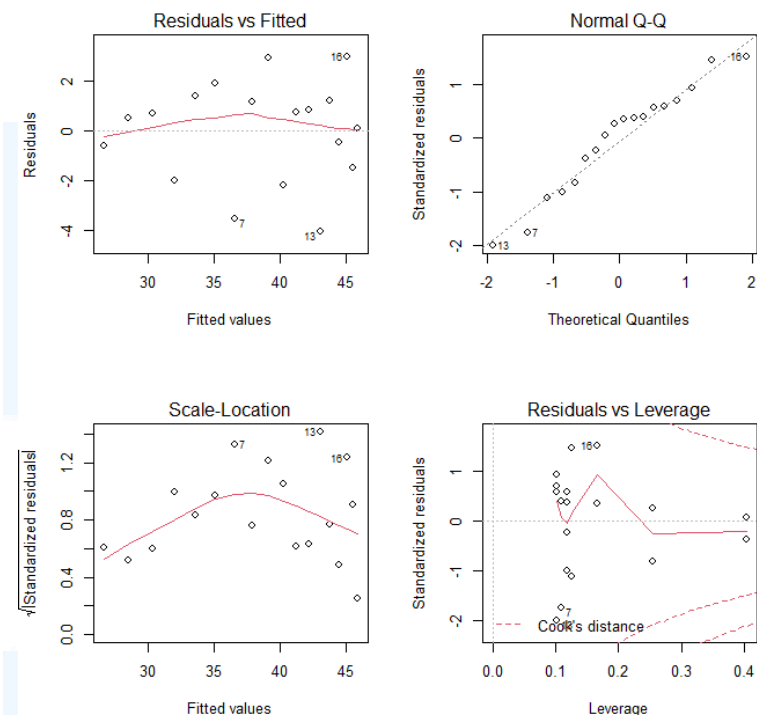 Residuals vs Fitted
Residuals
-4 -2 0 2
16
7
13
30 35 40 45
Fitted values
Normal Q-Q
Standardized residuals
-2 -1 0 1
16
13
7
-2 -1 0 1 2
Theoretical Quantiles
Scale-Location
√|Standardized residuals|
0.0 0.4 0.8 1.2
7
13
16
30 35 40 45
Fitted values
Residuals vs Leverage
Standardized residuals
-2 -1 0 1
16
7
Cook's distance
0.0 0.1 0.2 0.3 0.4
Leverage